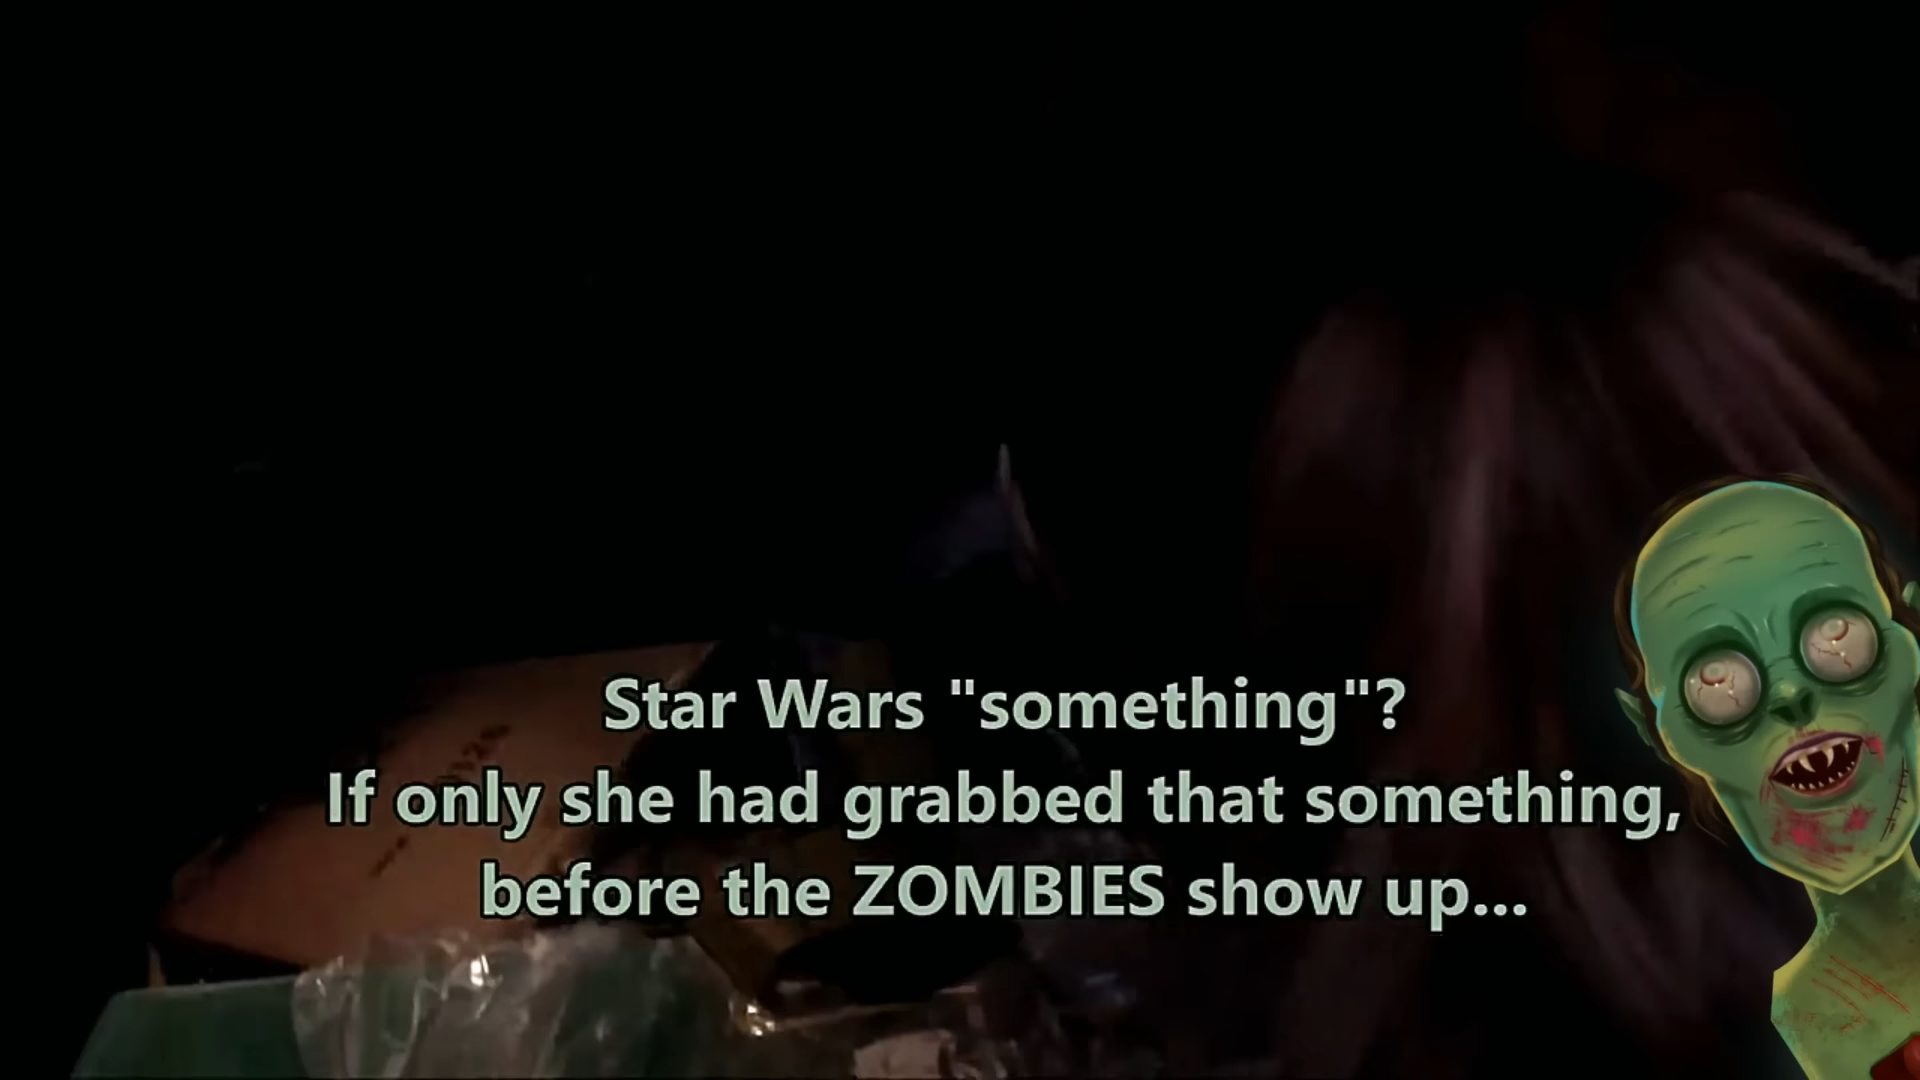 Star Wars "something"?
If only she had grabbed that something,
before the ZOMBIES show up...